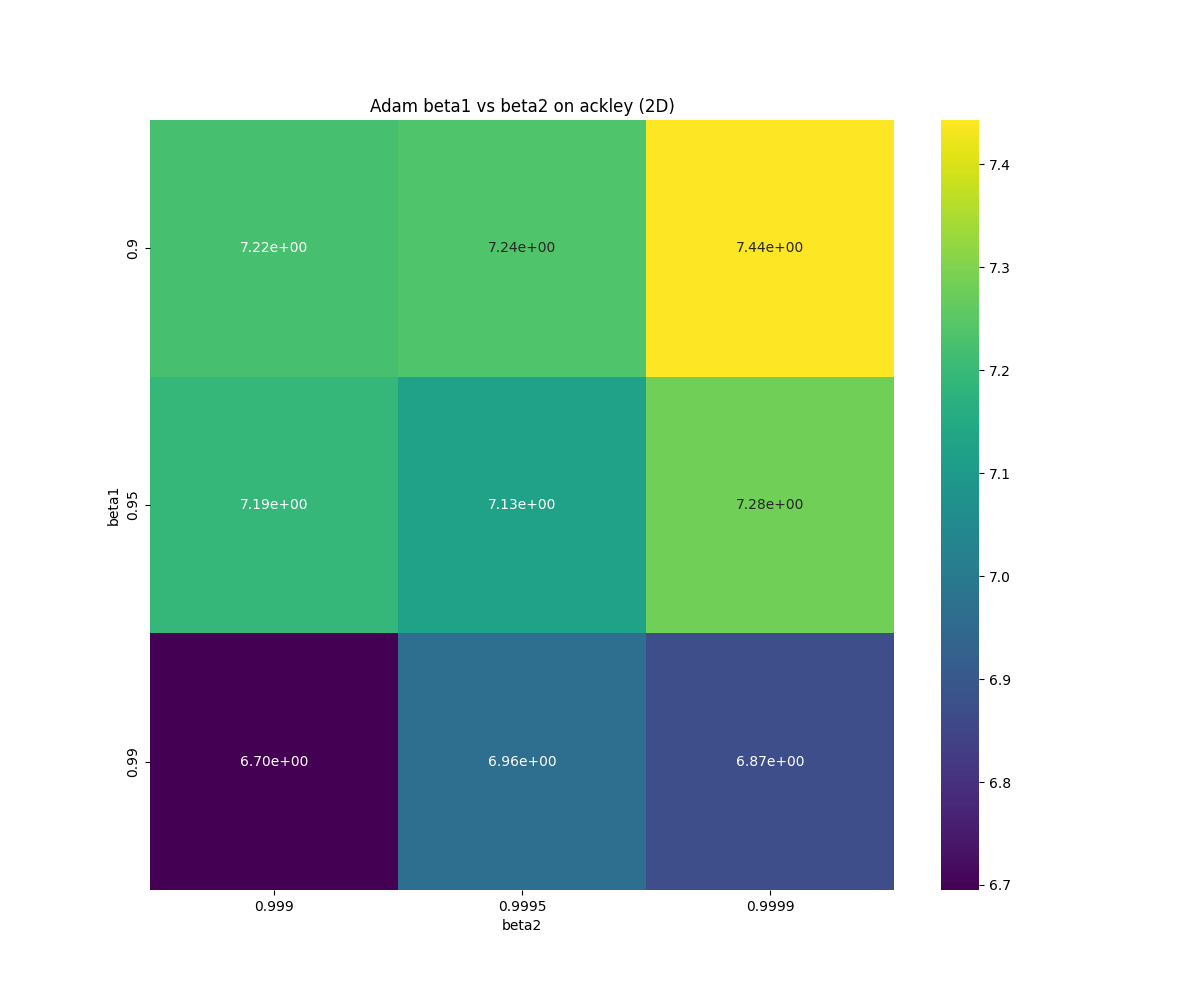 Adam beta1 vs beta2 on ackley (2D)
0.9
7.22e+00 7.24e+00 7.44e+00
beta1
0.95
7.19e+00 7.13e+00 7.28e+00
0.99
6.70e+00 6.96e+00 6.87e+00
0.999 0.9995 0.9999
beta2
7.4
7.3
7.2
7.1
7.0
6.9
6.8
6.7